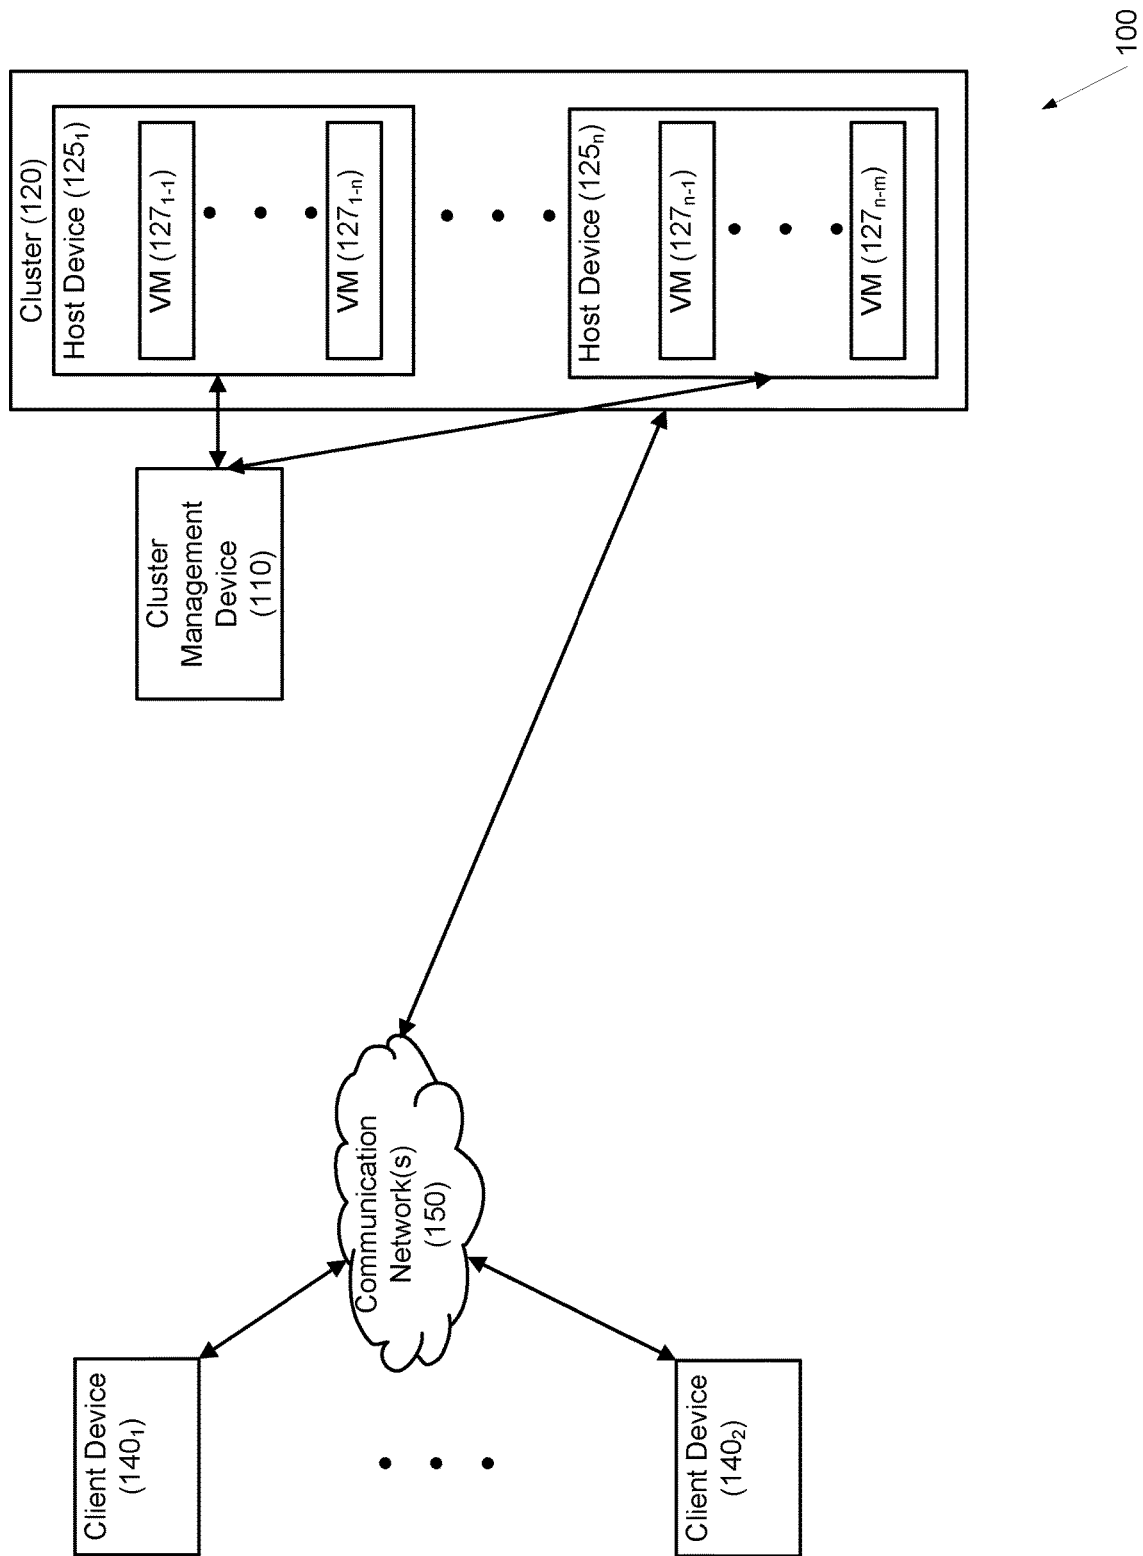 Client Device
(140₁)
Client Device
(140₂)
Communication
Network(s)
(150)
Cluster
Management
Device
(110)
Cluster (120)
Host Device (125₁)
VM (127₁₋₁)
VM (127₁₋ₙ)
Host Device (125ₙ)
VM (127ₙ₋₁)
VM (127ₙ₋ₘ)
100